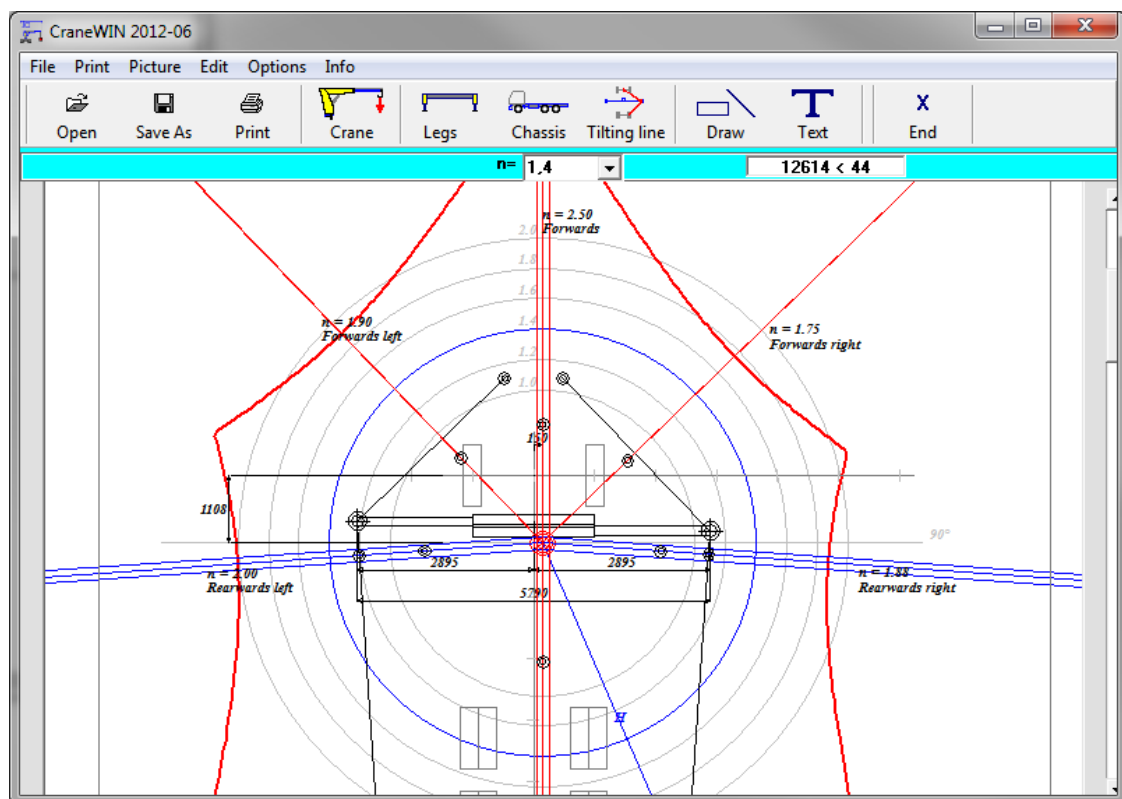 CraneWIN 2012-06
File Print Picture Edit Options Info
Open Save As Print Crane Legs Chassis Tilting line Draw Text End
n= 1,4 12614 < 44
n = 2.50
2.0 Forwards
1.8
1.6
n = 1.90
Forwards left
1.4
n = 1.75
Forwards right
1.2
1.0
150
1108
90°
2895 2895
Rearwards left
n = 1.88
Rearwards right
5790
H